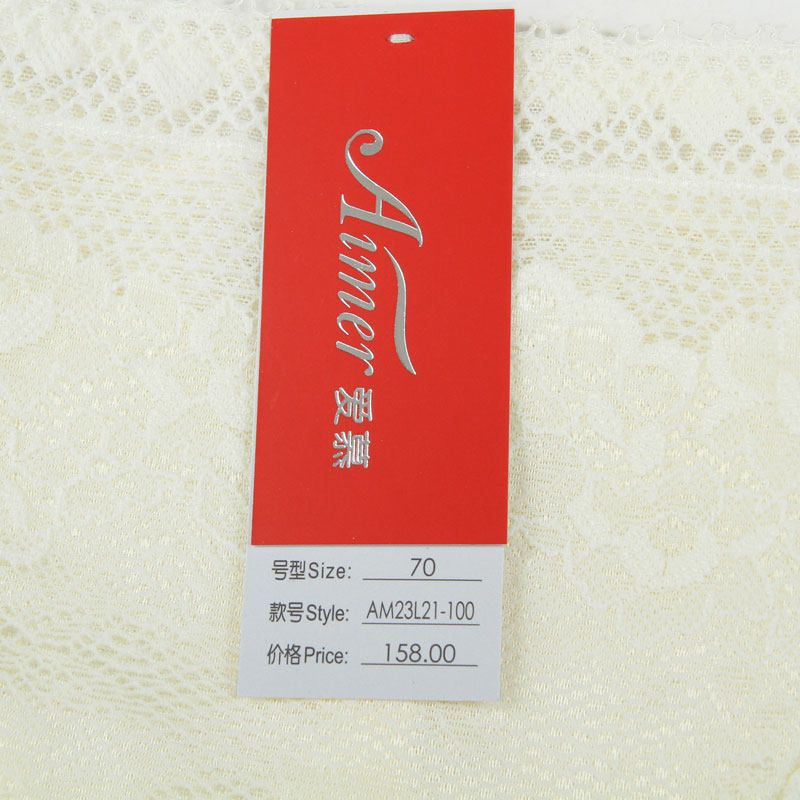 Aimer 爱慕
号型Size: 70
款号Style: AM23L21-100
价格Price: 158.00